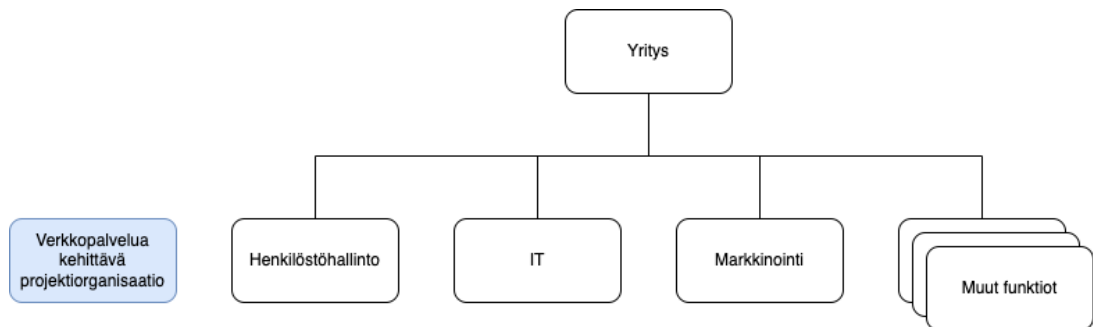 Yritys
Verkkopalvelua
kehittävä
projektiorganisaatio
Henkilöstöhallinto
IT
Markkinointi
Muut funktiot